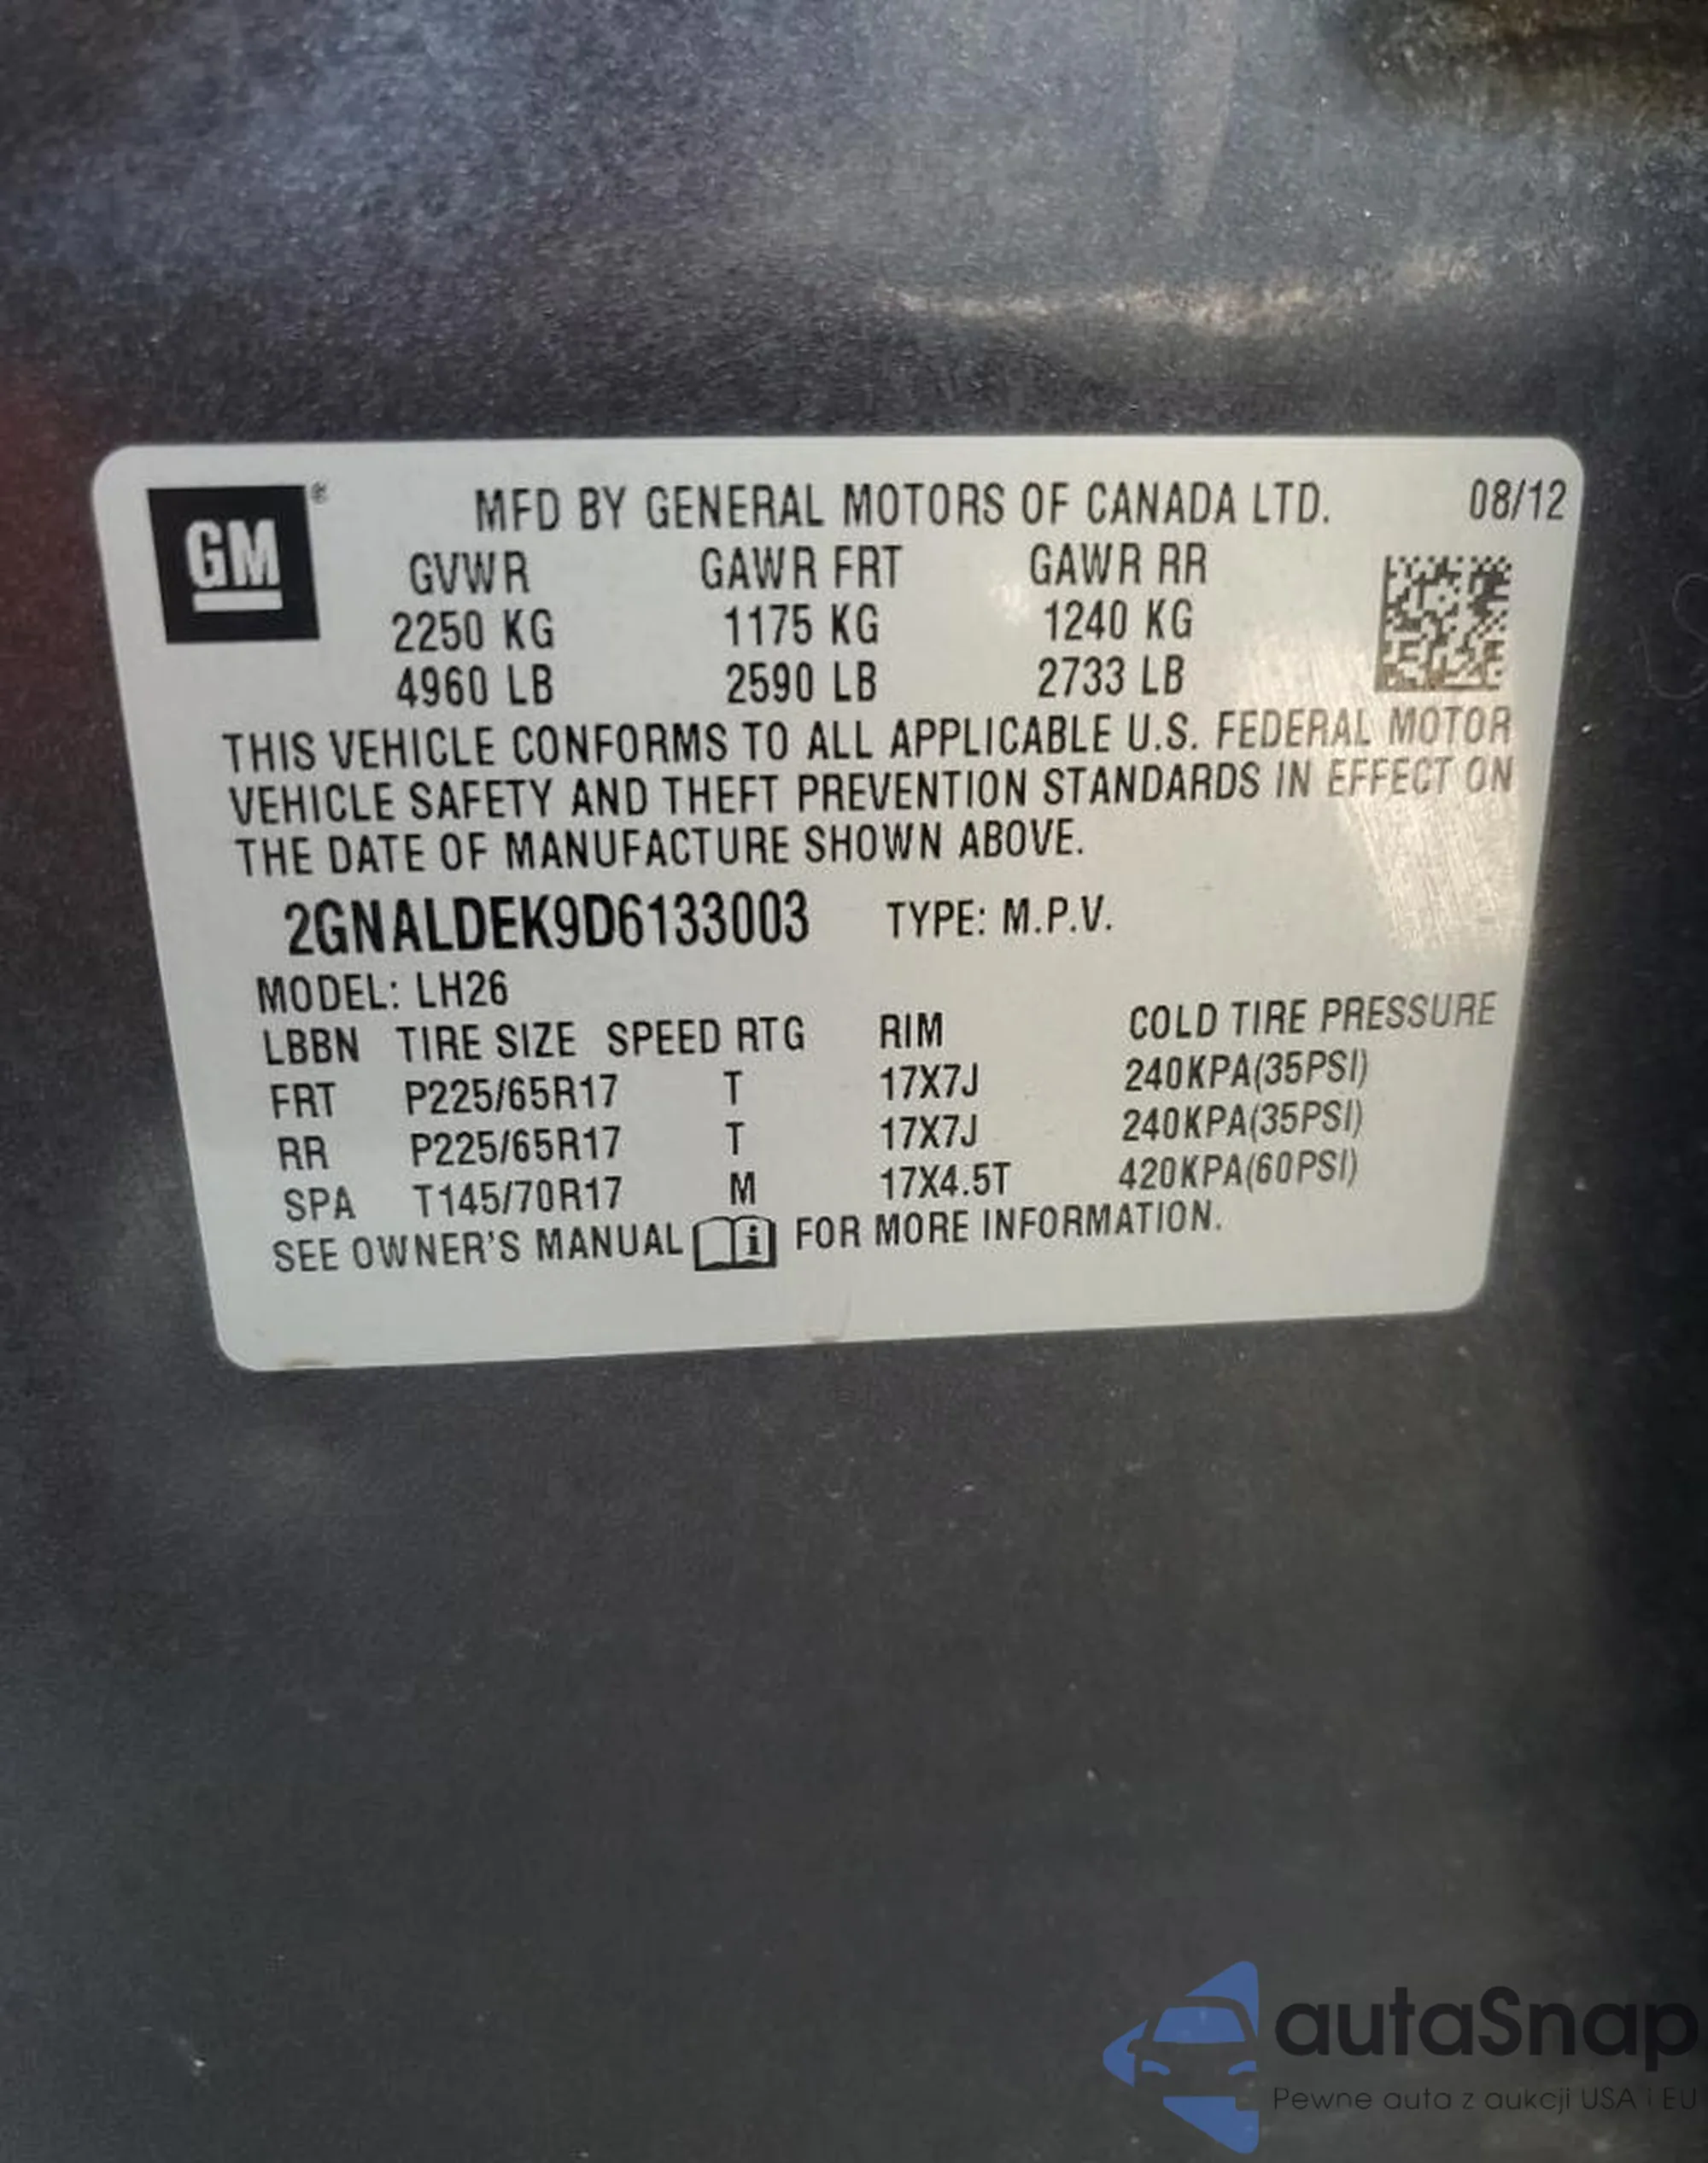 GM®
MFD BY GENERAL MOTORS OF CANADA LTD. 08/12
GVWR GAWR FRT GAWR RR
2250 KG 1175 KG 1240 KG
4960 LB 2590 LB 2733 LB
THIS VEHICLE CONFORMS TO ALL APPLICABLE U.S. FEDERAL MOTOR
VEHICLE SAFETY AND THEFT PREVENTION STANDARDS IN EFFECT ON
THE DATE OF MANUFACTURE SHOWN ABOVE.
2GNALDEK9D6133003 TYPE: M.P.V.
MODEL: LH26
LBBN TIRE SIZE SPEED RTG RIM COLD TIRE PRESSURE
FRT P225/65R17 T 17X7J 240KPA(35PSI)
RR P225/65R17 T 17X7J 240KPA(35PSI)
SPA T145/70R17 M 17X4.5T 420KPA(60PSI)
SEE OWNER'S MANUAL i FOR MORE INFORMATION.
autaSnap
Pewne auta z aukcji USA i EU